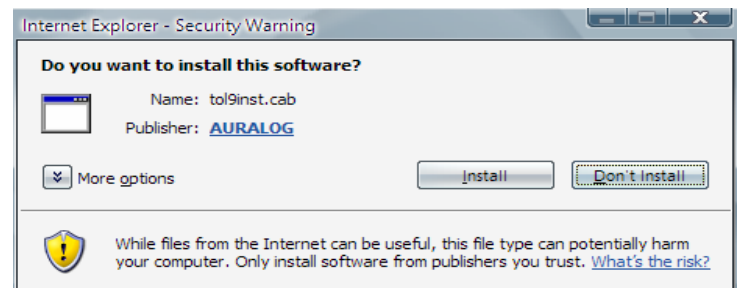 Internet Explorer - Security Warning
Do you want to install this software?
Name: tol9inst.cab
Publisher: AURALOG
More options
Install
Don't Install
While files from the Internet can be useful, this file type can potentially harm
your computer. Only install software from publishers you trust. What's the risk?